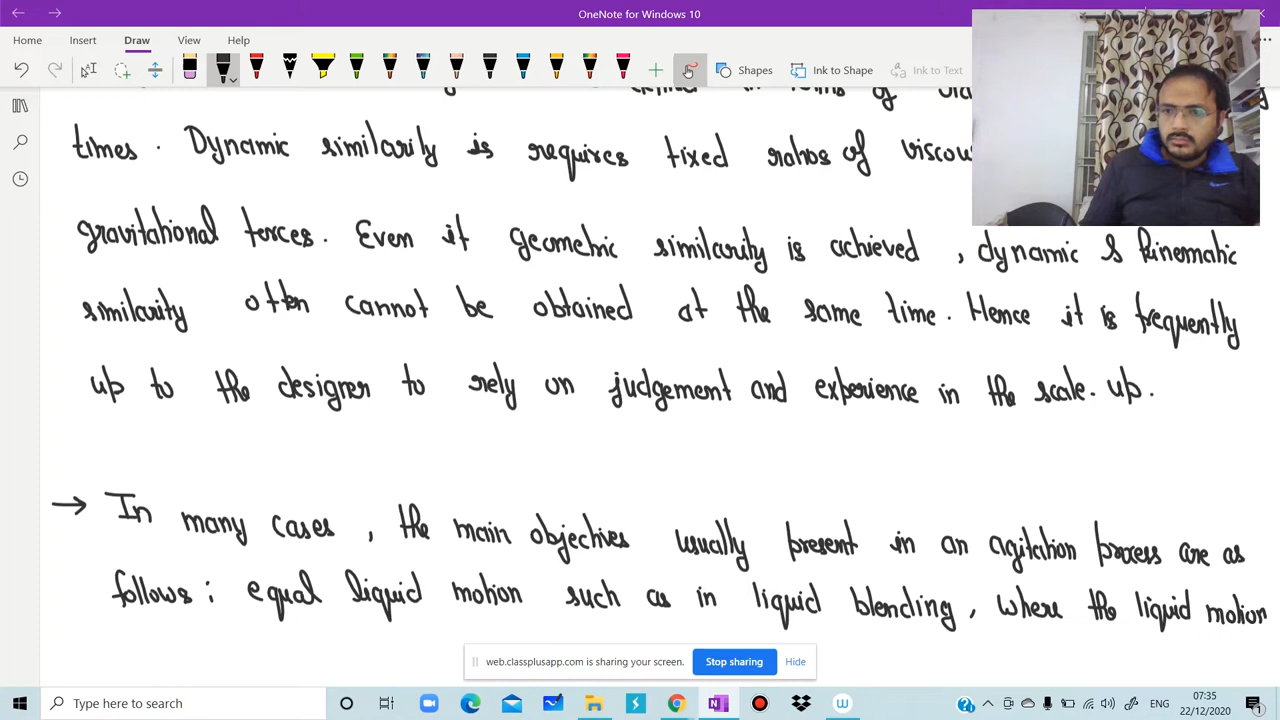 OneNote for Windows 10
Home Insert Draw View Help
Shapes Ink to Shape Ink to Text
in terms of
times. Dynamic similarity is requires fixed ratios of
gravitational forces. Even if geometric similarity is achieved, dynamic & kinematic
similarity often cannot be obtained at the same time. Hence it is frequently
up to the designer to rely on judgement and experience in the scale-up.
→ In many cases, the main objectives usually present in an agitation process are as
follows: equal liquid motion such as in liquid blending, where the liquid motion
web.classplusapp.com is sharing your screen. Stop sharing Hide
Type here to search
ENG
07:35
22/12/2020